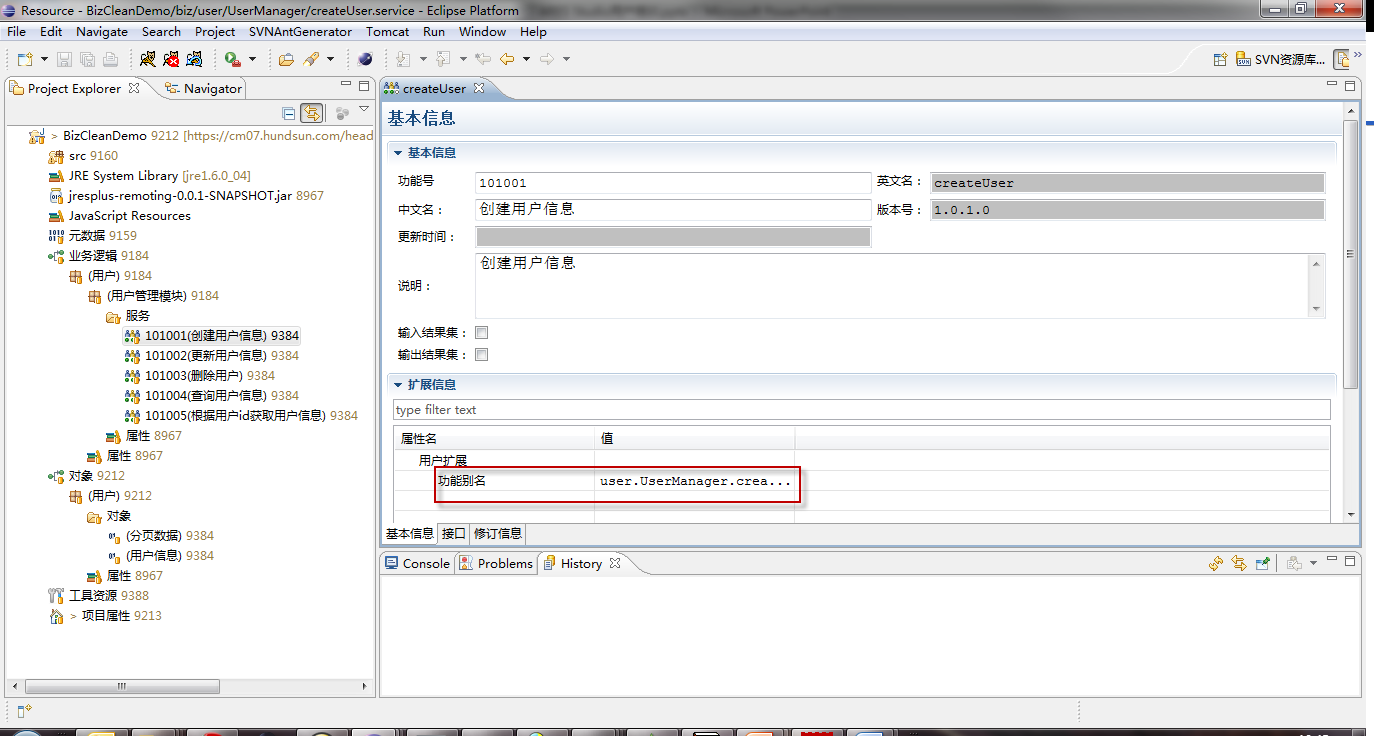 Resource - BizCleanDemo/biz/user/UserManager/createUser.service - Eclipse Platform
File Edit Navigate Search Project SVNAntGenerator Tomcat Run Window Help
SVN资源库...
Project Explorer Navigator
> BizCleanDemo 9212 [https://cm07.hundsun.com/head
src 9160
JRE System Library [jre1.6.0_04]
jresplus-remoting-0.0.1-SNAPSHOT.jar 8967
JavaScript Resources
元数据 9159
业务逻辑 9184
(用户) 9184
(用户管理模块) 9184
服务
101001(创建用户信息) 9384
101002(更新用户信息) 9384
101003(删除用户) 9384
101004(查询用户信息) 9384
101005(根据用户id获取用户信息) 9384
属性 8967
属性 8967
对象 9212
(用户) 9212
对象
(分页数据) 9384
(用户信息) 9384
属性 8967
工具资源 9388
> 项目属性 9213
createUser
基本信息
基本信息
功能号 101001 英文名： createUser
中文名： 创建用户信息 版本号： 1.0.1.0
更新时间：
说明： 创建用户信息
输入结果集：
输出结果集：
扩展信息
type filter text
属性名 值
用户扩展
功能别名 user.UserManager.crea...
基本信息 接口 修订信息
Console Problems History